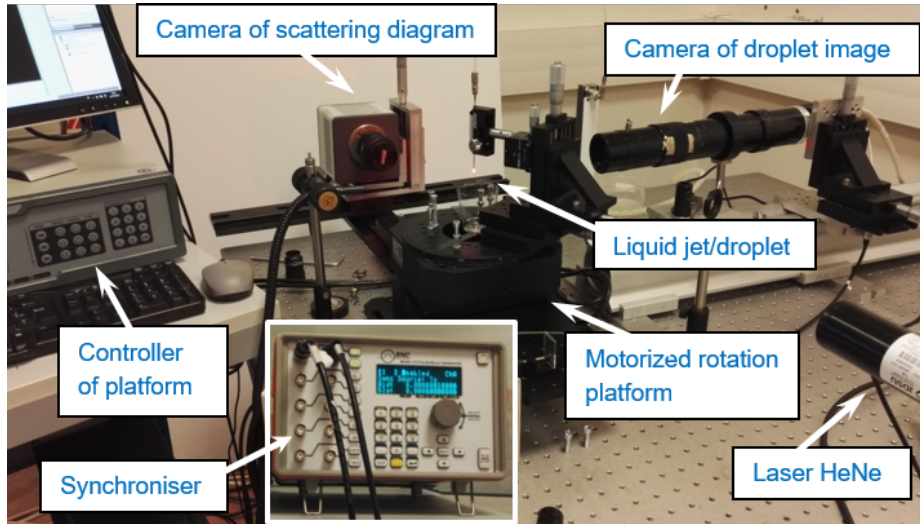 Camera of scattering diagram
Camera of droplet image
Liquid jet/droplet
Controller
of platform
Motorized rotation
platform
BNC
Synchroniser
Laser HeNe